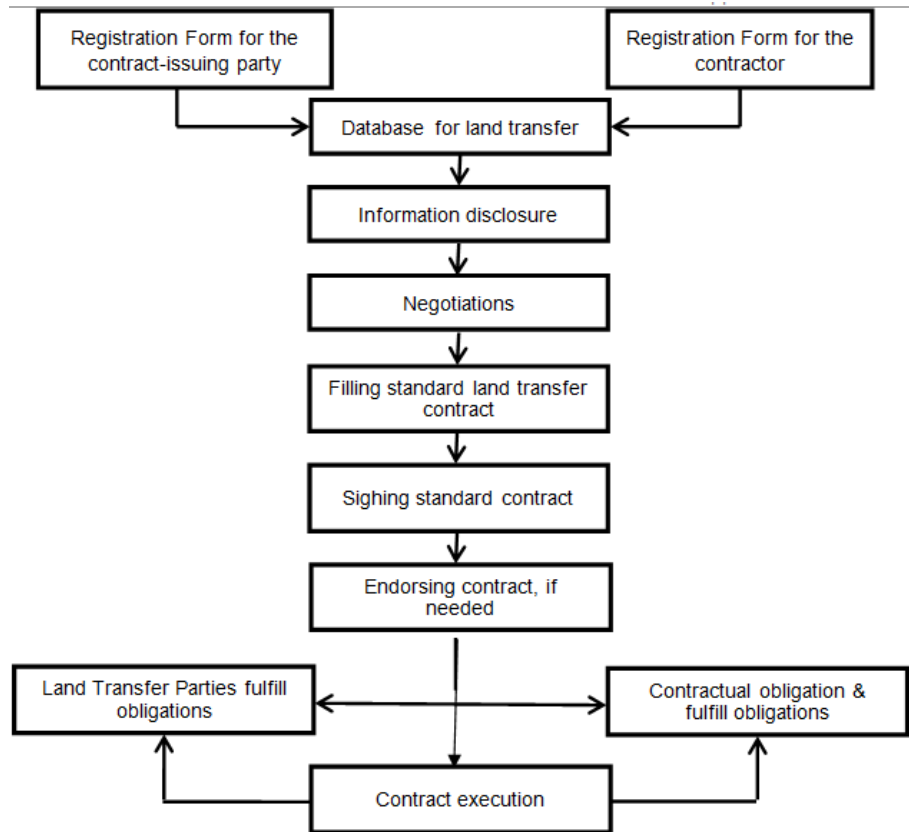 Registration Form for the
contract-issuing party
Registration Form for the
contractor
Database for land transfer
Information disclosure
Negotiations
Filling standard land transfer
contract
Sighing standard contract
Endorsing contract, if
needed
Land Transfer Parties fulfill
obligations
Contractual obligation &
fulfill obligations
Contract execution